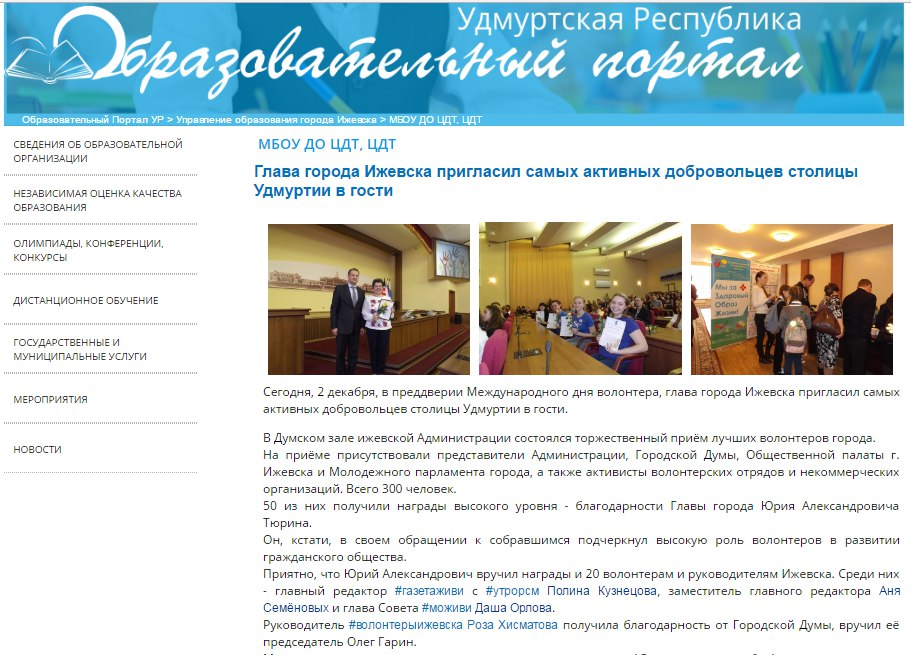 Удмуртская Республика
Образовательный портал
Образовательный Портал УР > Управление образования города Ижевска > МБОУ ДО ЦДТ, ЦДТ
СВЕДЕНИЯ ОБ ОБРАЗОВАТЕЛЬНОЙ
ОРГАНИЗАЦИИ
НЕЗАВИСИМАЯ ОЦЕНКА КАЧЕСТВА
ОБРАЗОВАНИЯ
ОЛИМПИАДЫ, КОНФЕРЕНЦИИ,
КОНКУРСЫ
ДИСТАНЦИОННОЕ ОБУЧЕНИЕ
ГОСУДАРСТВЕННЫЕ И
МУНИЦИПАЛЬНЫЕ УСЛУГИ
МЕРОПРИЯТИЯ
НОВОСТИ
МБОУ ДО ЦДТ, ЦДТ
Глава города Ижевска пригласил самых активных добровольцев столицы
Удмуртии в гости
Мы за
Здоровый
Образ
Жизни!
Сегодня, 2 декабря, в преддверии Международного дня волонтера, глава города Ижевска пригласил самых
активных добровольцев столицы Удмуртии в гости.
В Думском зале ижевской Администрации состоялся торжественный приём лучших волонтеров города.
На приёме присутствовали представители Администрации, Городской Думы, Общественной палаты г.
Ижевска и Молодежного парламента города, а также активисты волонтерских отрядов и некоммерческих
организаций. Всего 300 человек.
50 из них получили награды высокого уровня - благодарности Главы города Юрия Александровича
Тюрина.
Он, кстати, в своем обращении к собравшимся подчеркнул высокую роль волонтеров в развитии
гражданского общества.
Приятно, что Юрий Александрович вручил награды и 20 волонтерам и руководителям Ижевска. Среди них
- главный редактор #газетаживи с #утрорсм Полина Кузнецова, заместитель главного редактора Аня
Семёновых и глава Совета #моживи Даша Орлова.
Руководитель #волонтерыижевска Роза Хисматова получила благодарность от Городской Думы, вручил её
председатель Олег Гарин.